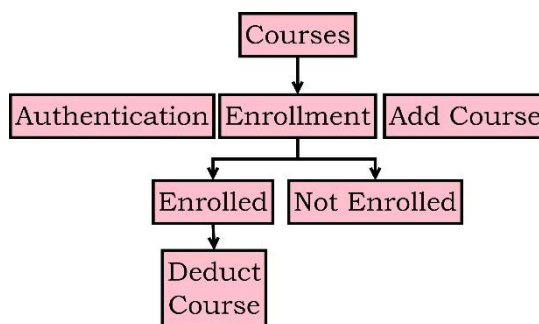 Courses
Authentication
Enrollment
Add Course
Enrolled
Not Enrolled
Deduct
Course